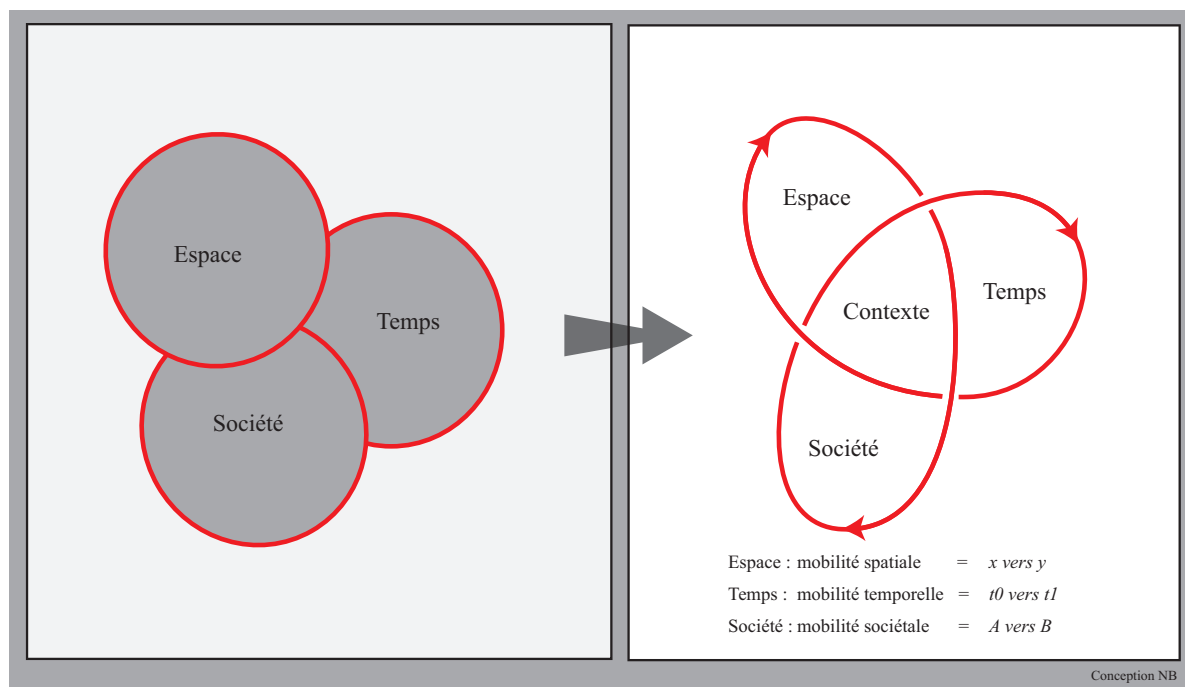 Espace
Temps
Société
Espace
Temps
Contexte
Société
Espace : mobilité spatiale = x vers y
Temps : mobilité temporelle = t0 vers t1
Société : mobilité sociétale = A vers B
Conception NB